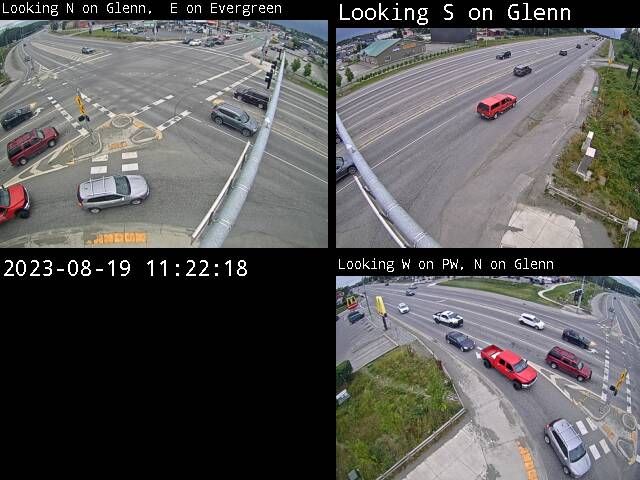 Looking N on Glenn, E on Evergreen
Looking S on Glenn
2023-08-19 11:22:18
Looking W on PW, N on Glenn